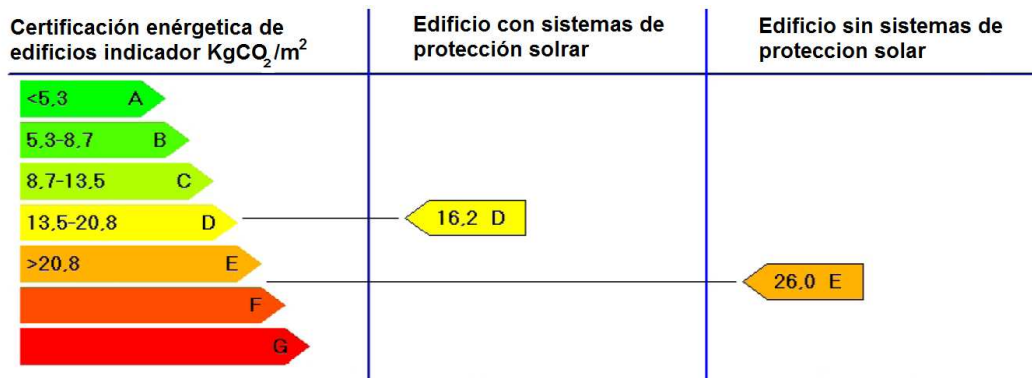 Certificación enérgetica de
edificios indicador KgCO2/m²
Edificio con sistemas de
protección solrar
Edificio sin sistemas de
proteccion solar
<5,3 A
5,3-8,7 B
8,7-13,5 C
13,5-20,8 D
16,2 D
>20,8 E
26,0 E
F
G